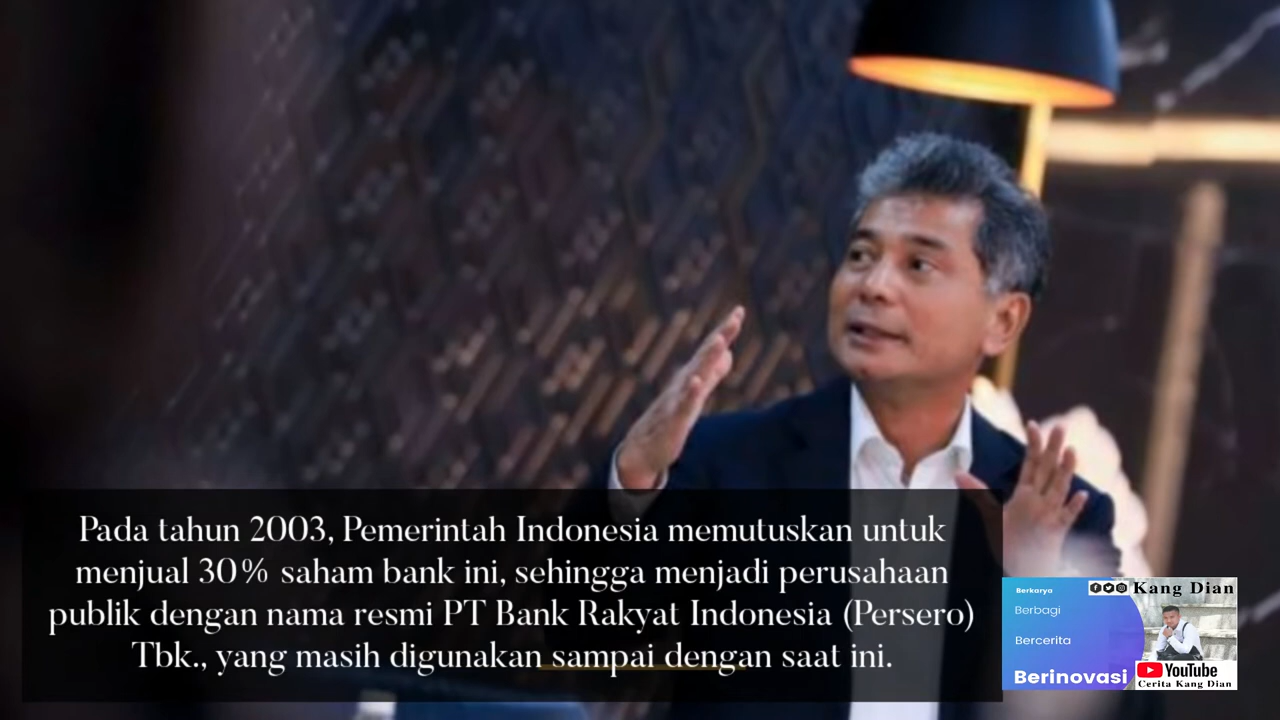 Pada tahun 2003, Pemerintah Indonesia memutuskan untuk
menjual 30% saham bank ini, sehingga menjadi perusahaan
publik dengan nama resmi PT Bank Rakyat Indonesia (Persero)
Tbk., yang masih digunakan sampai dengan saat ini.
Berkarya
Kang Dian
Berbagi
Bercerita
Berinovasi
YouTube
Cerita Kang Dian